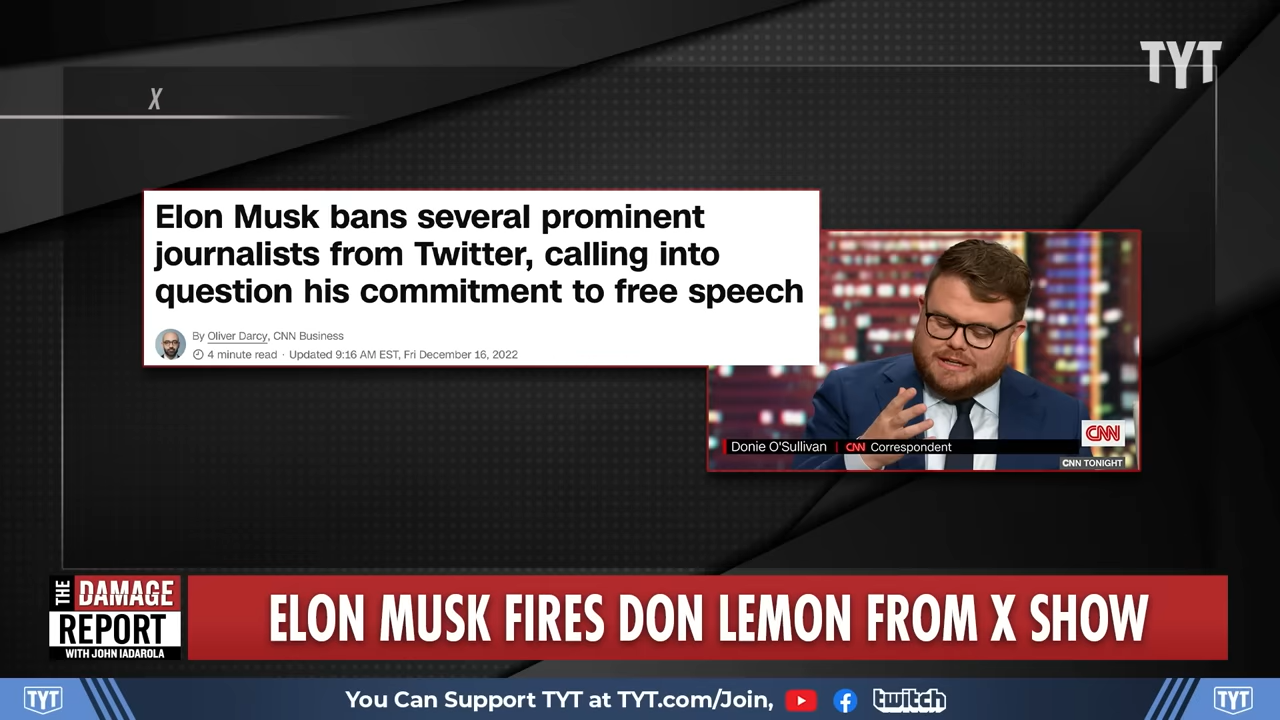 TYT
X
Elon Musk bans several prominent
journalists from Twitter, calling into
question his commitment to free speech
By Oliver Darcy, CNN Business
4 minute read · Updated 9:16 AM EST, Fri December 16, 2022
CNN
Donie O'Sullivan | CNN Correspondent
CNN TONIGHT
THE DAMAGE
REPORT
WITH JOHN IADAROLA
ELON MUSK FIRES DON LEMON FROM X SHOW
TYT
You Can Support TYT at TYT.com/Join,
twitch
TYT